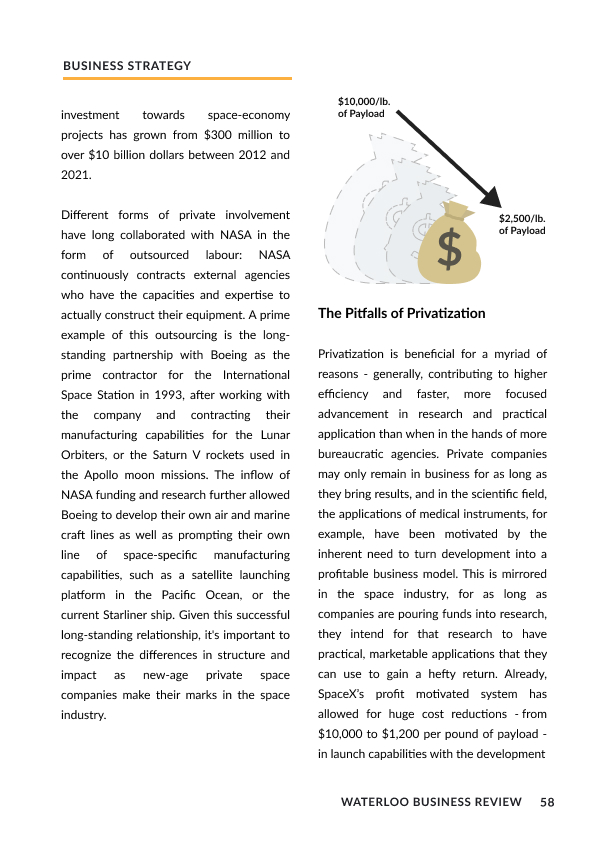 BUSINESS STRATEGY
investment towards space-economy
projects has grown from $300 million to
over $10 billion dollars between 2012 and
2021.
Different forms of private involvement
have long collaborated with NASA in the
form of outsourced labour: NASA
continuously contracts external agencies
who have the capacities and expertise to
actually construct their equipment. A prime
example of this outsourcing is the long-
standing partnership with Boeing as the
prime contractor for the International
Space Station in 1993, after working with
the company and contracting their
manufacturing capabilities for the Lunar
Orbiters, or the Saturn V rockets used in
the Apollo moon missions. The inflow of
NASA funding and research further allowed
Boeing to develop their own air and marine
craft lines as well as prompting their own
line of space-specific manufacturing
capabilities, such as a satellite launching
platform in the Pacific Ocean, or the
current Starliner ship. Given this successful
long-standing relationship, it's important to
recognize the differences in structure and
impact as new-age private space
companies make their marks in the space
industry.
$10,000/lb.
of Payload
$2,500/lb.
of Payload
$
$
$
The Pitfalls of Privatization
Privatization is beneficial for a myriad of
reasons - generally, contributing to higher
efficiency and faster, more focused
advancement in research and practical
application than when in the hands of more
bureaucratic agencies. Private companies
may only remain in business for as long as
they bring results, and in the scientific field,
the applications of medical instruments, for
example, have been motivated by the
inherent need to turn development into a
profitable business model. This is mirrored
in the space industry, for as long as
companies are pouring funds into research,
they intend for that research to have
practical, marketable applications that they
can use to gain a hefty return. Already,
SpaceX's profit motivated system has
allowed for huge cost reductions - from
$10,000 to $1,200 per pound of payload -
in launch capabilities with the development
WATERLOO BUSINESS REVIEW 58